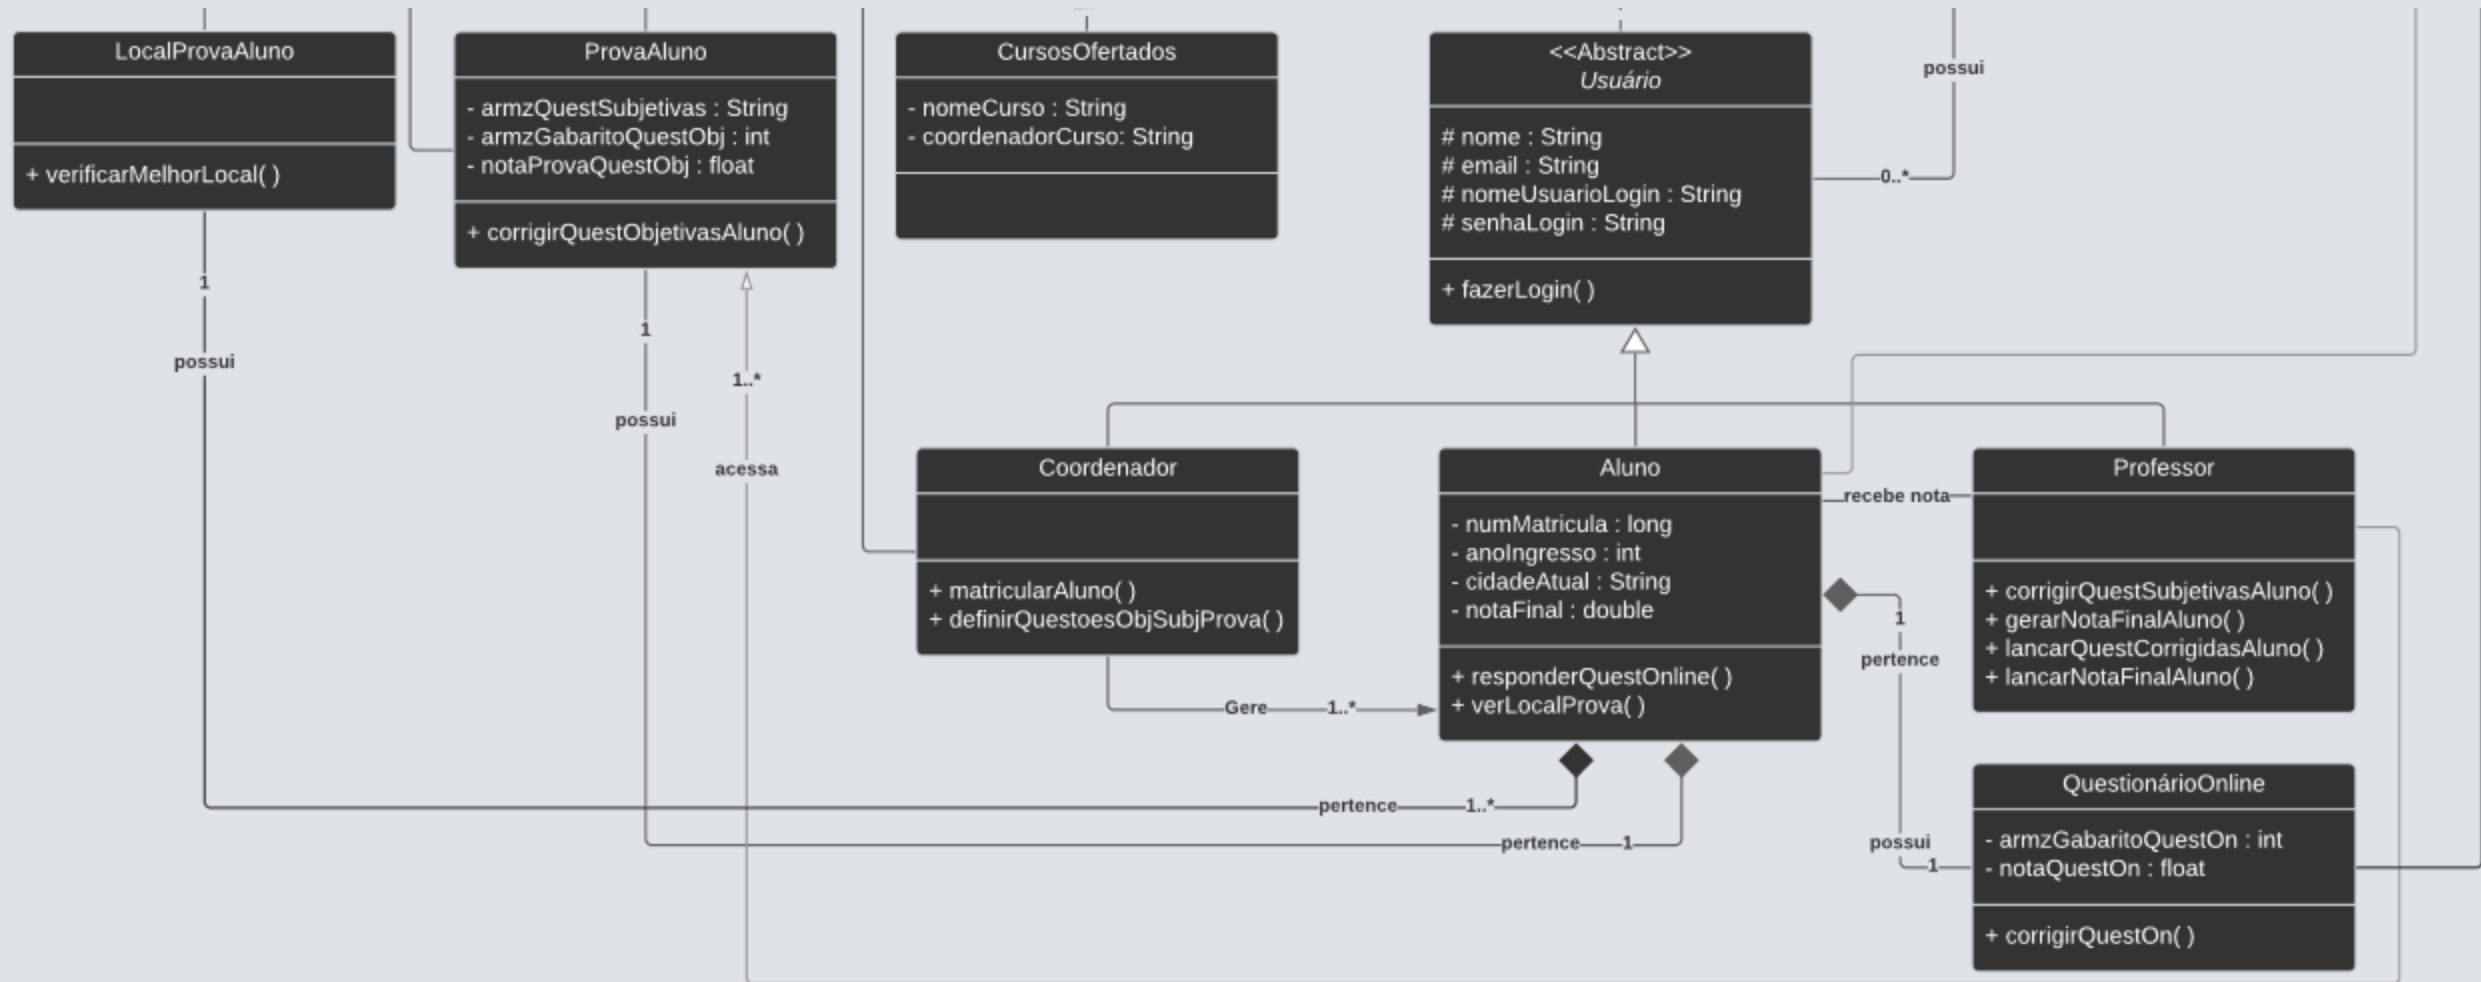 LocalProvaAluno
+ verificarMelhorLocal( )
ProvaAluno
- armzQuestSubjetivas : String
- armzGabaritoQuestObj : int
- notaProvaQuestObj : float
+ corrigirQuestObjetivasAluno( )
CursosOfertados
- nomeCurso : String
- coordenadorCurso: String
<<Abstract>>
Usuário
# nome : String
# email : String
# nomeUsuarioLogin : String
# senhaLogin : String
+ fazerLogin( )
possui
0..*
1
possui
1
possui
1..*
acessa
Coordenador
+ matricularAluno( )
+ definirQuestoesObjSubjProva( )
Gere
1..*
Aluno
- numMatricula : long
- anoIngresso : int
- cidadeAtual : String
- notaFinal : double
+ responderQuestOnline( )
+ verLocalProva( )
recebe nota
Professor
+ corrigirQuestSubjetivasAluno( )
+ gerarNotaFinalAluno( )
+ lancarQuestCorrigidasAluno( )
+ lancarNotaFinalAluno( )
1
pertence
possui
1
pertence
1..*
pertence
1
QuestionárioOnline
- armzGabaritoQuestOn : int
- notaQuestOn : float
+ corrigirQuestOn( )